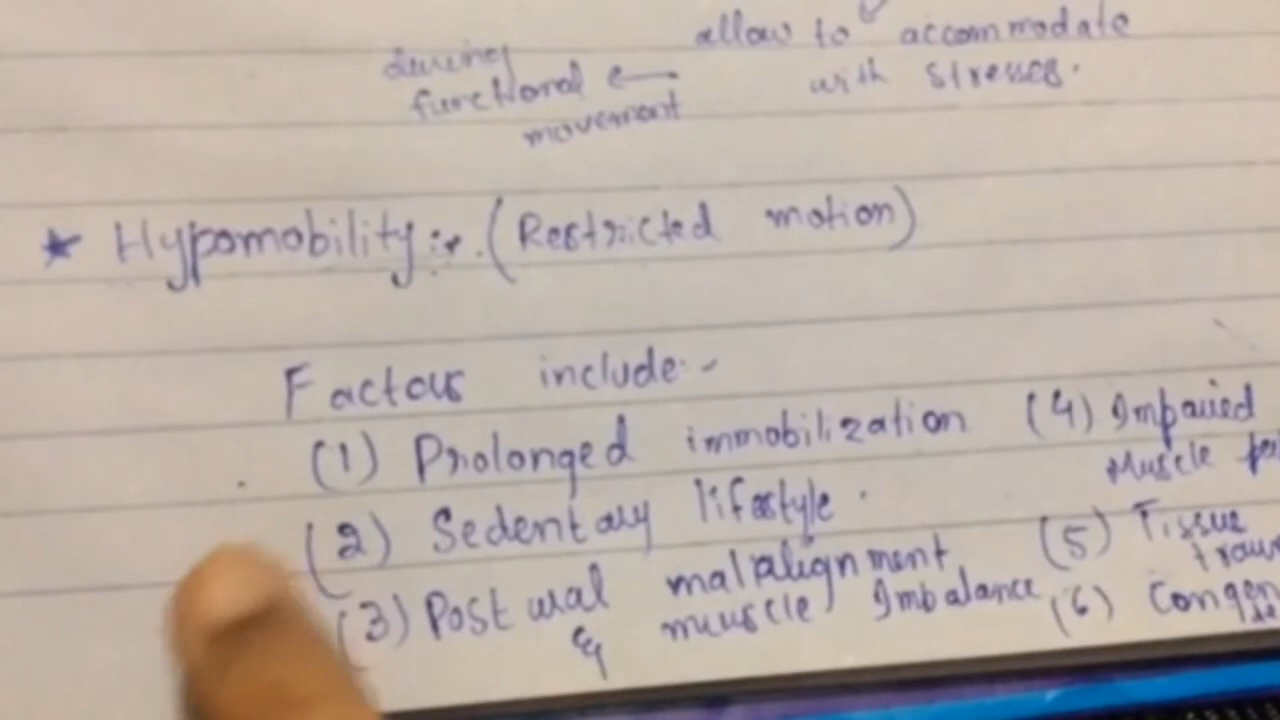 allow to accommodate
with stresses.
during
functional ←
movement
* Hypomobility :- (Restricted motion)
Factors include:-
(1) Prolonged immobilization
(2) Sedentary lifestyle.
(3) Postural malalignment
& muscle Imbalance
(4) Impaired
Muscle
(5) Tissue
(6)